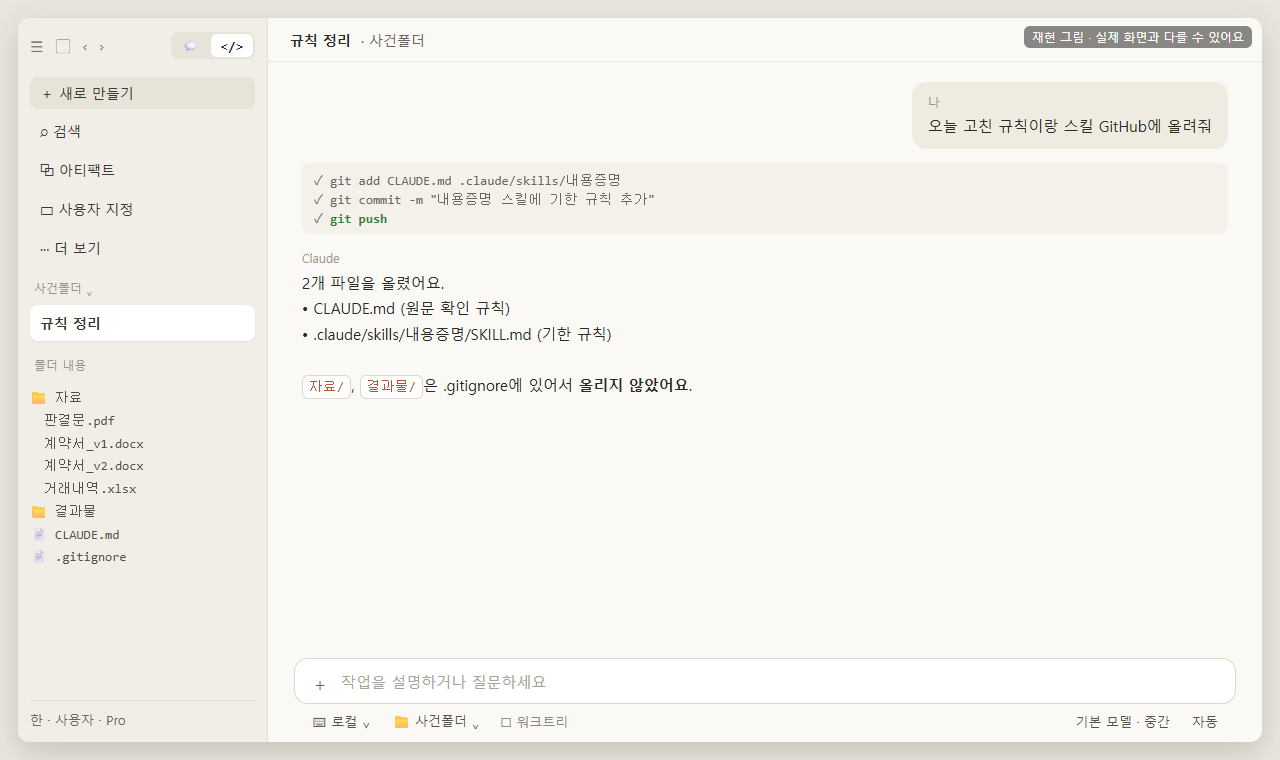 </>
+ 새로 만들기
검색
아티팩트
사용자 지정
··· 더 보기
사건폴더
규칙 정리
폴더 내용
자료
판결문.pdf
계약서_v1.docx
계약서_v2.docx
거래내역.xlsx
결과물
CLAUDE.md
.gitignore
한 · 사용자 · Pro
규칙 정리 · 사건폴더
재현 그림 · 실제 화면과 다를 수 있어요
나
오늘 고친 규칙이랑 스킬 GitHub에 올려줘
✓ git add CLAUDE.md .claude/skills/내용증명
✓ git commit -m "내용증명 스킬에 기한 규칙 추가"
✓ git push
Claude
2개 파일을 올렸어요.
• CLAUDE.md (원문 확인 규칙)
• .claude/skills/내용증명/SKILL.md (기한 규칙)
자료/, 결과물/은 .gitignore에 있어서 올리지 않았어요.
+ 작업을 설명하거나 질문하세요
로컬 사건폴더 워크트리
기본 모델 · 중간 자동